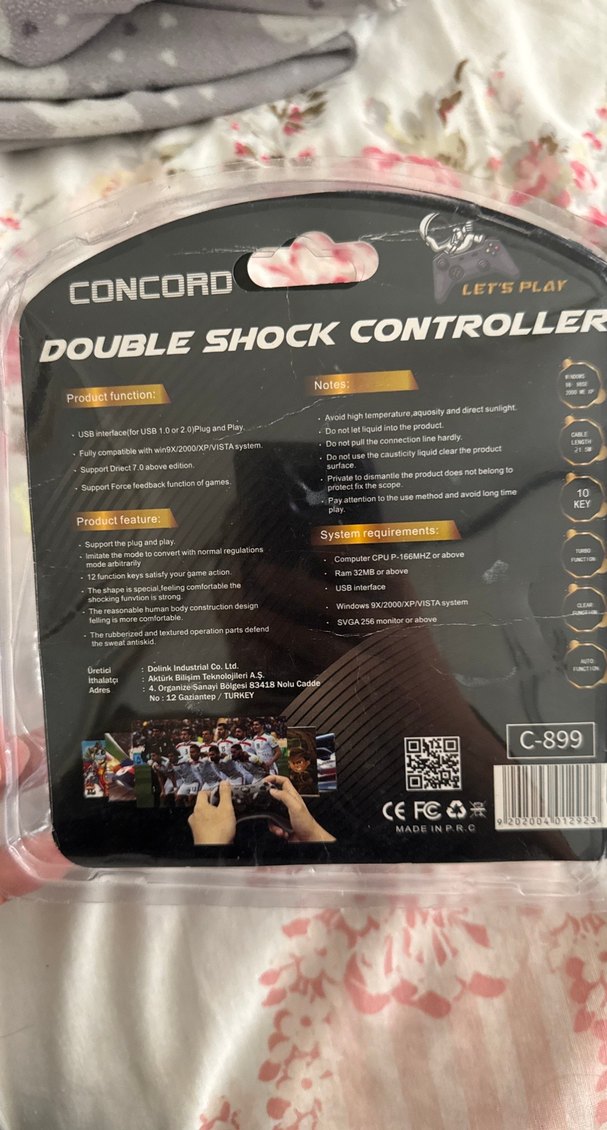 CONCORD
LET'S PLAY
DOUBLE SHOCK CONTROLLER
Product function:
· USB interface(for USB 1.0 or 2.0)Plug and Play.
· Fully compatible with win9X/2000/XP/VISTA system.
· Support Driect 7.0 above edition.
· Support Force feedback function of games.
Product feature:
· Support the plug and play.
· Imitate the mode to convert with normal regulations
mode arbitrarily
· 12 function keys satisfy your game action.
· The shape is special,feeling comfortable the
shocking funvtion is strong.
· The reasonable human body construction design
felling is more comfortable.
· The rubberized and textured operation parts defend
the sweat antiskid.
Üretici : Dolink Industrial Co. Ltd.
İthalatçı : Aktürk Bilişim Teknolojileri A.Ş.
Adres : 4. Organize Sanayi Bölgesi 83418 Nolu Cadde
No : 12 Gaziantep / TURKEY
Notes:
· Avoid high temperature,aquosity and direct sunlight.
· Do not let liquid into the product.
· Do not pull the connection line hardly.
· Do not use the causticity liquid clear the product
surface.
· Private to dismantle the product does not belong to
protect fix the scope.
· Pay attention to the use method and avoid long time
play.
System requirements:
· Computer CPU P-166MHZ or above
· Ram 32MB or above
· USB interface
· Windows 9X/2000/XP/VISTA system
· SVGA 256 monitor or above
WINDOWS
2000 ME XP
CABLE
LENGTH
10
KEY
TURBO
FUNCTION
CLEAR
FUNCTION
AUTO
FUNCTION
C-899
CE FC
MADE IN P.R.C
9 202004 012923